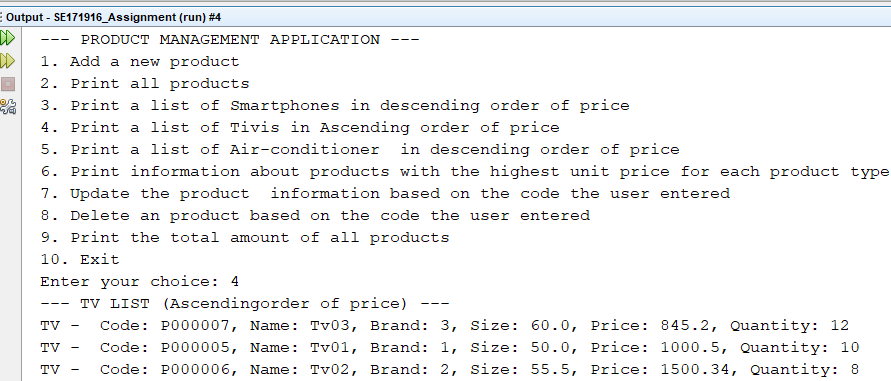 Output - SE171916_Assignment (run) #4
--- PRODUCT MANAGEMENT APPLICATION ---
1. Add a new product
2. Print all products
3. Print a list of Smartphones in descending order of price
4. Print a list of Tivis in Ascending order of price
5. Print a list of Air-conditioner  in descending order of price
6. Print information about products with the highest unit price for each product type
7. Update the product  information based on the code the user entered
8. Delete an product based on the code the user entered
9. Print the total amount of all products
10. Exit
Enter your choice: 4
--- TV LIST (Ascendingorder of price) ---
TV -  Code: P000007, Name: Tv03, Brand: 3, Size: 60.0, Price: 845.2, Quantity: 12
TV -  Code: P000005, Name: Tv01, Brand: 1, Size: 50.0, Price: 1000.5, Quantity: 10
TV -  Code: P000006, Name: Tv02, Brand: 2, Size: 55.5, Price: 1500.34, Quantity: 8